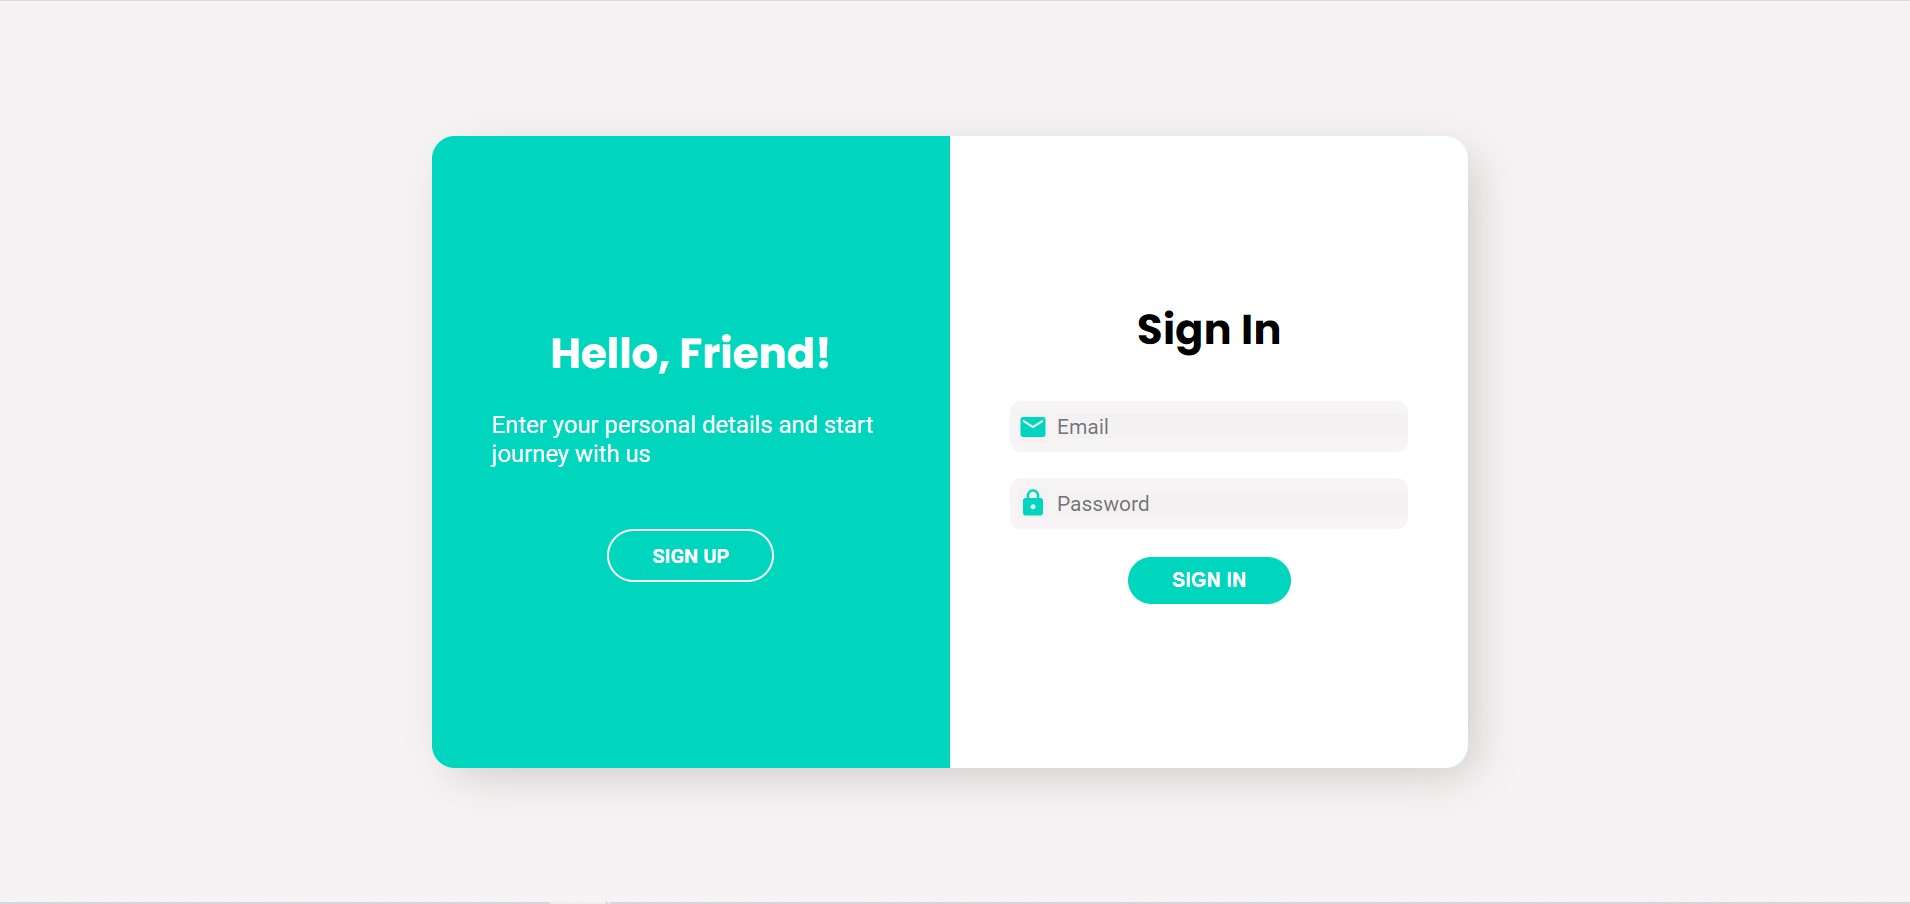 Hello, Friend!
Enter your personal details and start
journey with us
SIGN UP
Sign In
Email
Password
SIGN IN